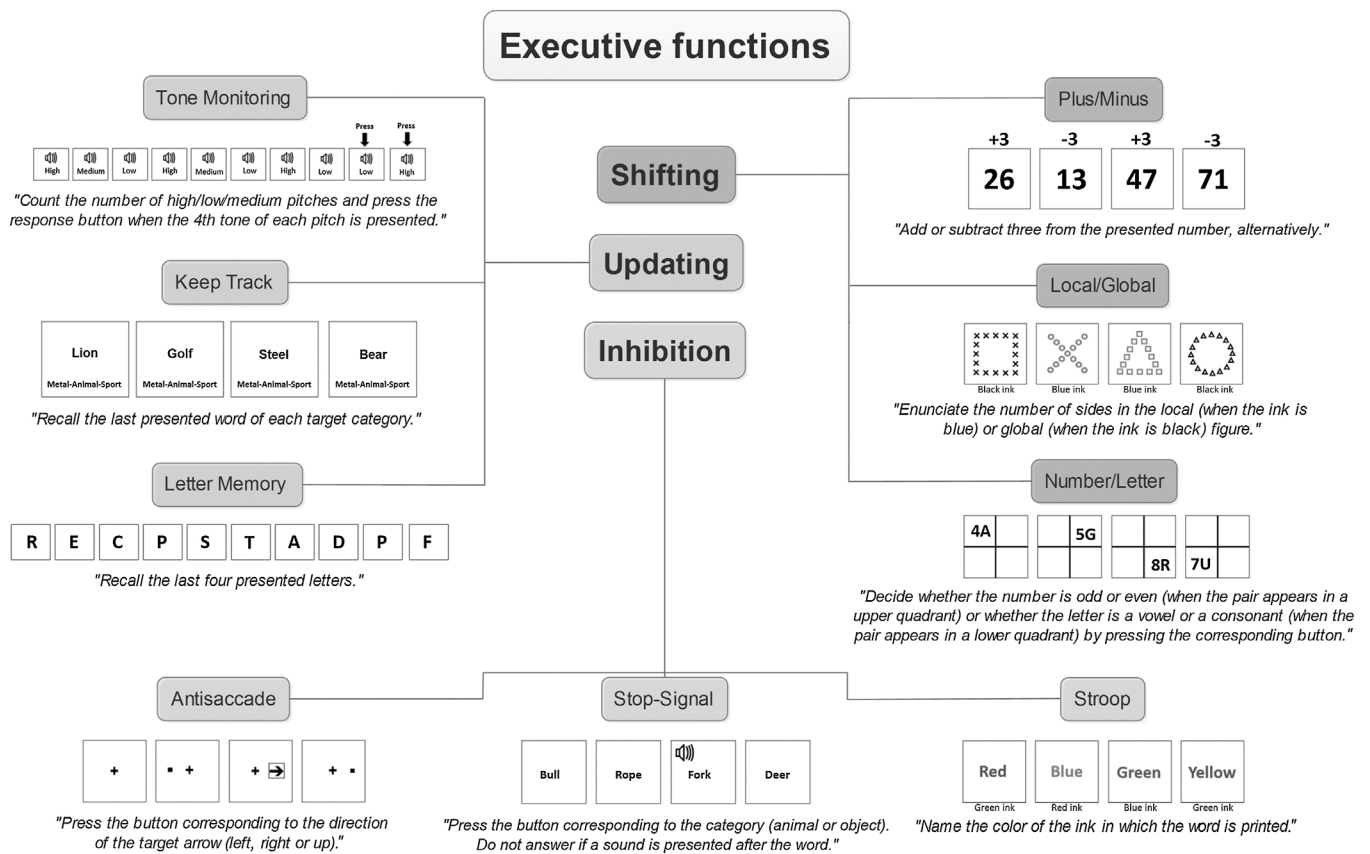 Executive functions
Shifting
Updating
Inhibition
Tone Monitoring
Press Press
High Medium Low High Medium Low High Low Low High
"Count the number of high/low/medium pitches and press the
response button when the 4th tone of each pitch is presented."
Keep Track
Lion Golf Steel Bear
Metal-Animal-Sport Metal-Animal-Sport Metal-Animal-Sport Metal-Animal-Sport
"Recall the last presented word of each target category."
Letter Memory
R E C P S T A D P F
"Recall the last four presented letters."
Plus/Minus
+3 -3 +3 -3
26 13 47 71
"Add or subtract three from the presented number, alternatively."
Local/Global
Black ink Blue ink Blue ink Black ink
"Enunciate the number of sides in the local (when the ink is
blue) or global (when the ink is black) figure."
Number/Letter
4A 5G
8R 7U
"Decide whether the number is odd or even (when the pair appears in a
upper quadrant) or whether the letter is a vowel or a consonant (when the
pair appears in a lower quadrant) by pressing the corresponding button."
Antisaccade
"Press the button corresponding to the direction
of the target arrow (left, right or up)."
Stop-Signal
Bull Rope Fork Deer
"Press the button corresponding to the category (animal or object).
Do not answer if a sound is presented after the word."
Stroop
Red Blue Green Yellow
Green ink Red ink Blue ink Green ink
"Name the color of the ink in which the word is printed."